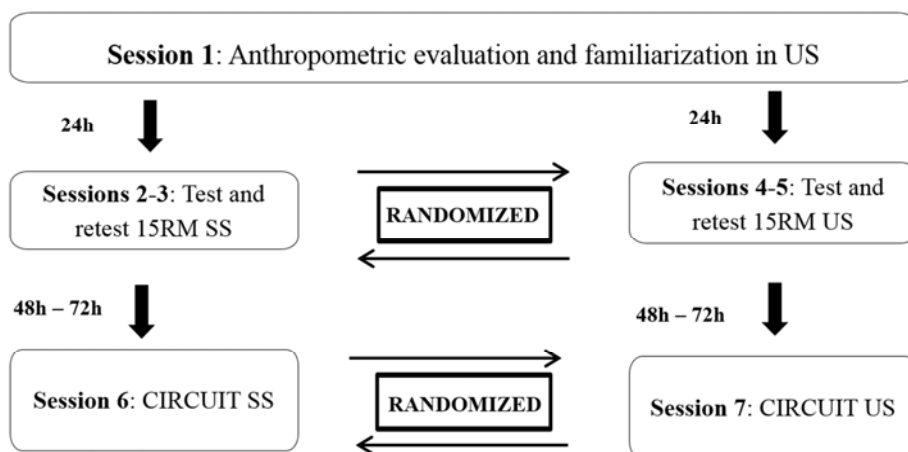 Session 1: Anthropometric evaluation and familiarization in US
24h
24h
Sessions 2-3: Test and
retest 15RM SS
RANDOMIZED
Sessions 4-5: Test and
retest 15RM US
48h – 72h
48h – 72h
Session 6: CIRCUIT SS
RANDOMIZED
Session 7: CIRCUIT US